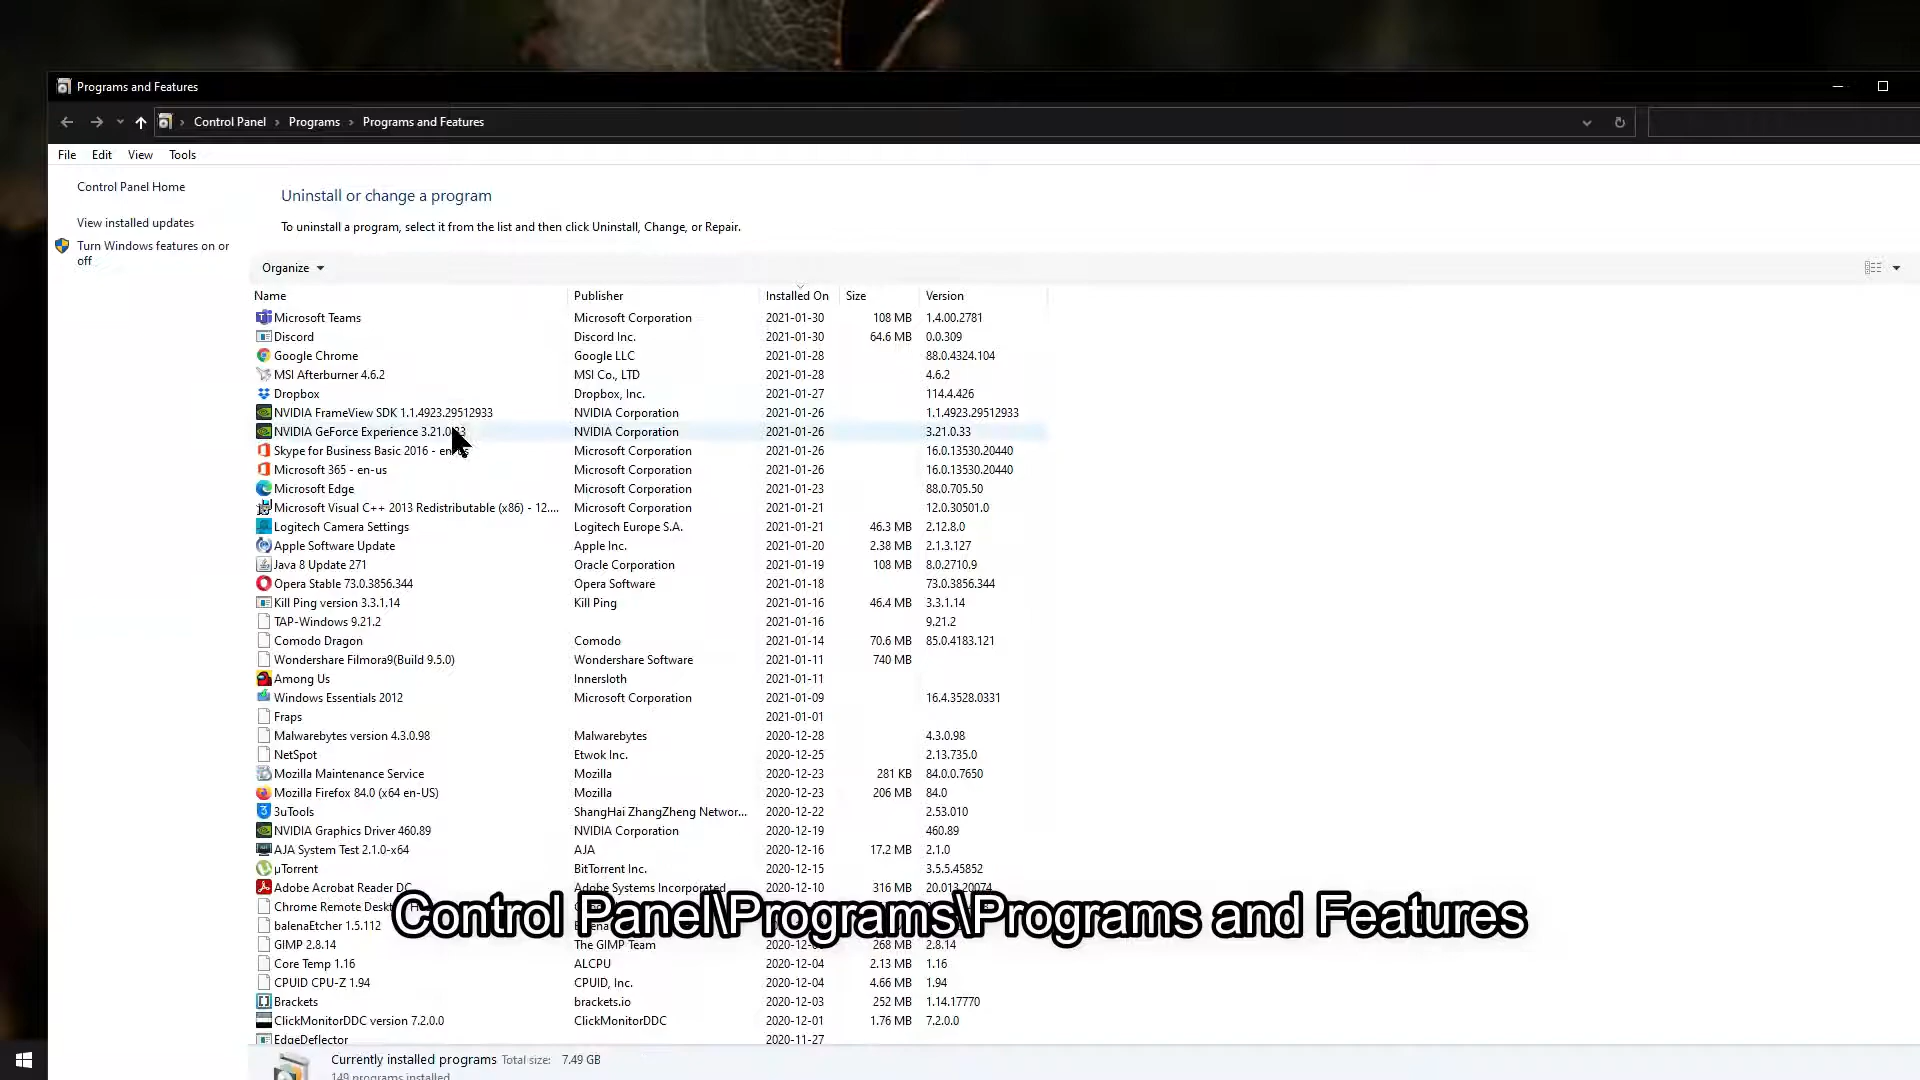 Programs and Features
Control Panel › Programs › Programs and Features
File Edit View Tools
Control Panel Home
View installed updates
Turn Windows features on or
off
Uninstall or change a program
To uninstall a program, select it from the list and then click Uninstall, Change, or Repair.
Organize
Name Publisher Installed On Size Version
Microsoft Teams Microsoft Corporation 2021-01-30 108 MB 1.4.00.2781
Discord Discord Inc. 2021-01-30 64.6 MB 0.0.309
Google Chrome Google LLC 2021-01-28 88.0.4324.104
MSI Afterburner 4.6.2 MSI Co., LTD 2021-01-28 4.6.2
Dropbox Dropbox, Inc. 2021-01-27 114.4.426
NVIDIA FrameView SDK 1.1.4923.29512933 NVIDIA Corporation 2021-01-26 1.1.4923.29512933
NVIDIA GeForce Experience 3.21.0.33 NVIDIA Corporation 2021-01-26 3.21.0.33
Skype for Business Basic 2016 - en-us Microsoft Corporation 2021-01-26 16.0.13530.20440
Microsoft 365 - en-us Microsoft Corporation 2021-01-26 16.0.13530.20440
Microsoft Edge Microsoft Corporation 2021-01-23 88.0.705.50
Microsoft Visual C++ 2013 Redistributable (x86) - 12.... Microsoft Corporation 2021-01-21 12.0.30501.0
Logitech Camera Settings Logitech Europe S.A. 2021-01-21 46.3 MB 2.12.8.0
Apple Software Update Apple Inc. 2021-01-20 2.38 MB 2.1.3.127
Java 8 Update 271 Oracle Corporation 2021-01-19 108 MB 8.0.2710.9
Opera Stable 73.0.3856.344 Opera Software 2021-01-18 73.0.3856.344
Kill Ping version 3.3.1.14 Kill Ping 2021-01-16 46.4 MB 3.3.1.14
TAP-Windows 9.21.2 2021-01-16 9.21.2
Comodo Dragon Comodo 2021-01-14 70.6 MB 85.0.4183.121
Wondershare Filmora9(Build 9.5.0) Wondershare Software 2021-01-11 740 MB
Among Us Innersloth 2021-01-11
Windows Essentials 2012 Microsoft Corporation 2021-01-09 16.4.3528.0331
Fraps 2021-01-01
Malwarebytes version 4.3.0.98 Malwarebytes 2020-12-28 4.3.0.98
NetSpot Etwok Inc. 2020-12-25 2.13.735.0
Mozilla Maintenance Service Mozilla 2020-12-23 281 KB 84.0.0.7650
Mozilla Firefox 84.0 (x64 en-US) Mozilla 2020-12-23 206 MB 84.0
3uTools ShangHai ZhangZheng Networ... 2020-12-22 2.53.010
NVIDIA Graphics Driver 460.89 NVIDIA Corporation 2020-12-19 460.89
AJA System Test 2.1.0-x64 AJA 2020-12-16 17.2 MB 2.1.0
µTorrent BitTorrent Inc. 2020-12-15 3.5.5.45852
Adobe Acrobat Reader DC Adobe Systems Incorporated 2020-12-10 316 MB 20.013.20074
Chrome Remote
balenaEtcher 1.5.112
Control Panel\Programs\Programs and Features
GIMP 2.8.14 The GIMP Team 268 MB 2.8.14
Core Temp 1.16 ALCPU 2020-12-04 2.13 MB 1.16
CPUID CPU-Z 1.94 CPUID, Inc. 2020-12-04 4.66 MB 1.94
Brackets brackets.io 2020-12-03 252 MB 1.14.17770
ClickMonitorDDC version 7.2.0.0 ClickMonitorDDC 2020-12-01 1.76 MB 7.2.0.0
EdgeDeflector 2020-11-27
Currently installed programs Total size: 7.49 GB
149 programs installed